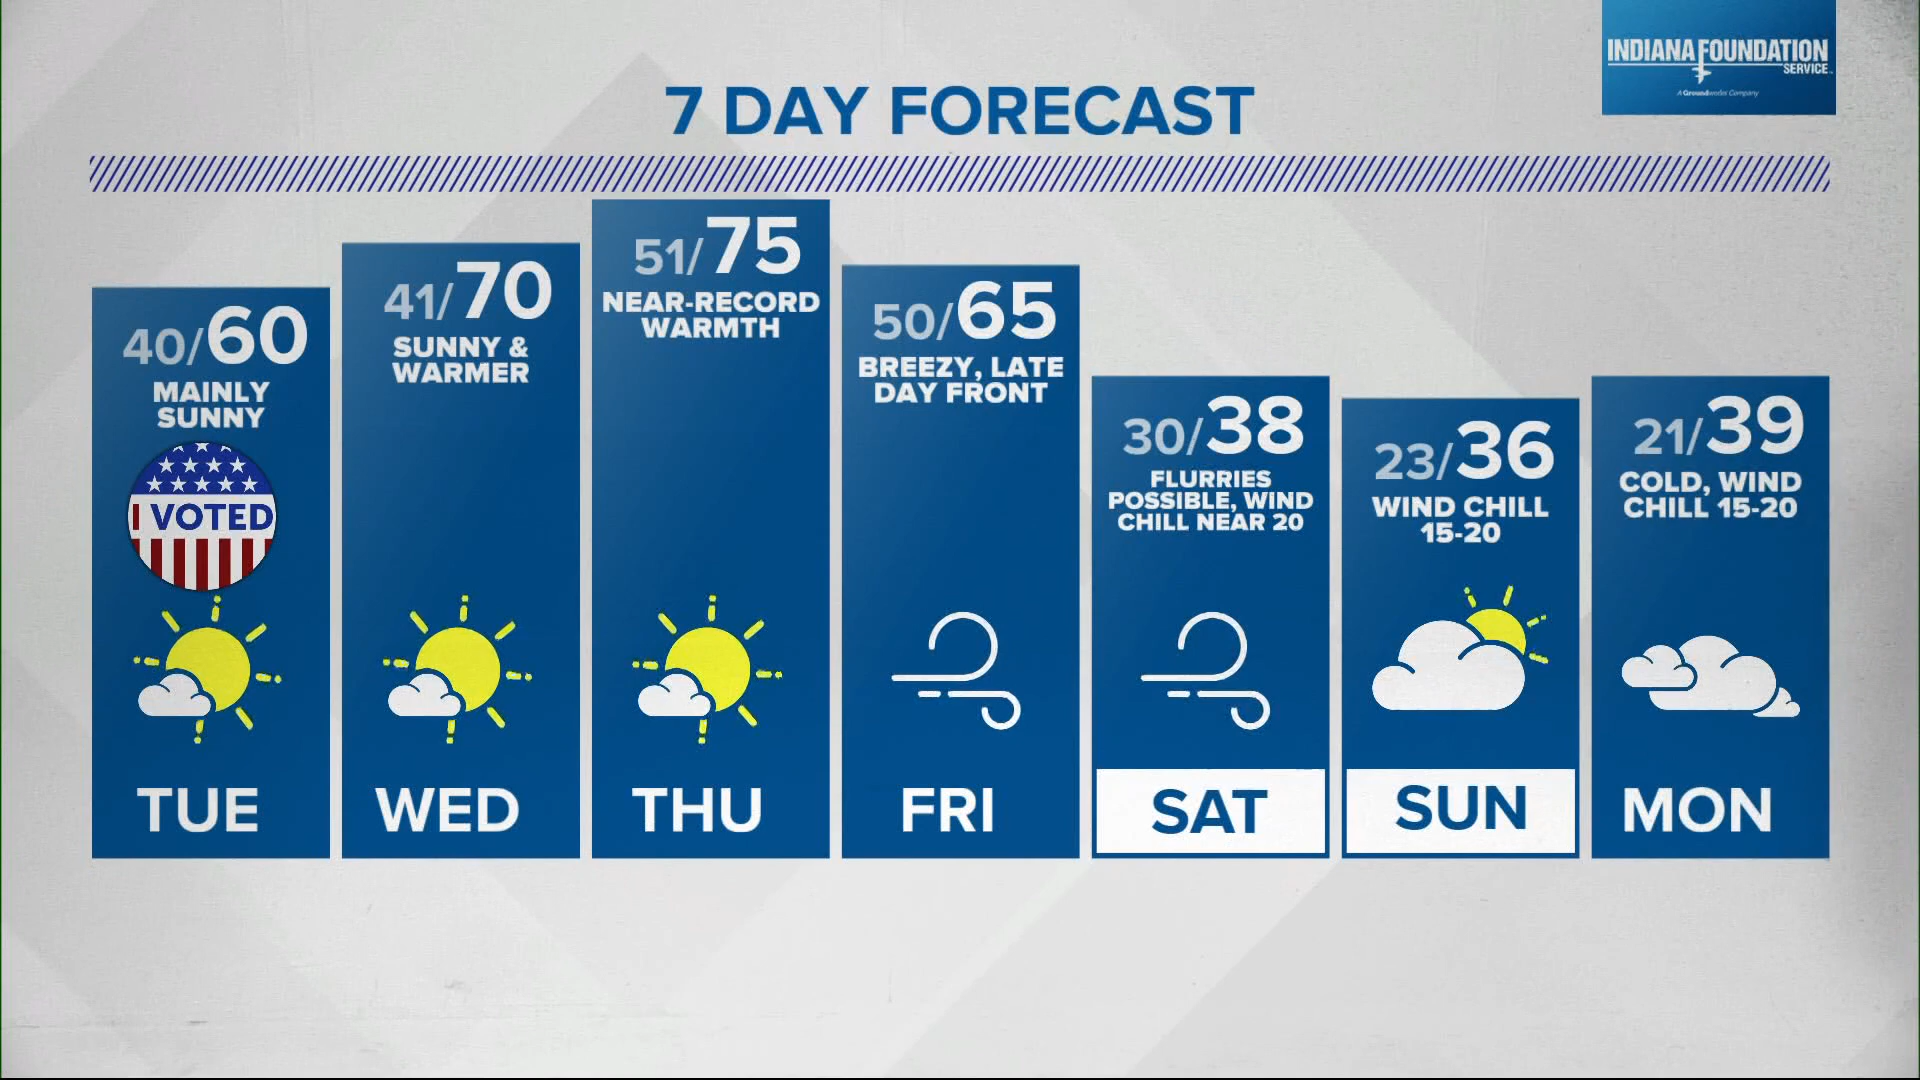 INDIANA FOUNDATION
SERVICE
A Groundworks Company
7 DAY FORECAST
40/60
MAINLY
SUNNY
I VOTED
TUE
41/70
SUNNY &
WARMER
WED
51/75
NEAR-RECORD
WARMTH
THU
50/65
BREEZY, LATE
DAY FRONT
FRI
30/38
FLURRIES
POSSIBLE, WIND
CHILL NEAR 20
SAT
23/36
WIND CHILL
15-20
SUN
21/39
COLD, WIND
CHILL 15-20
MON